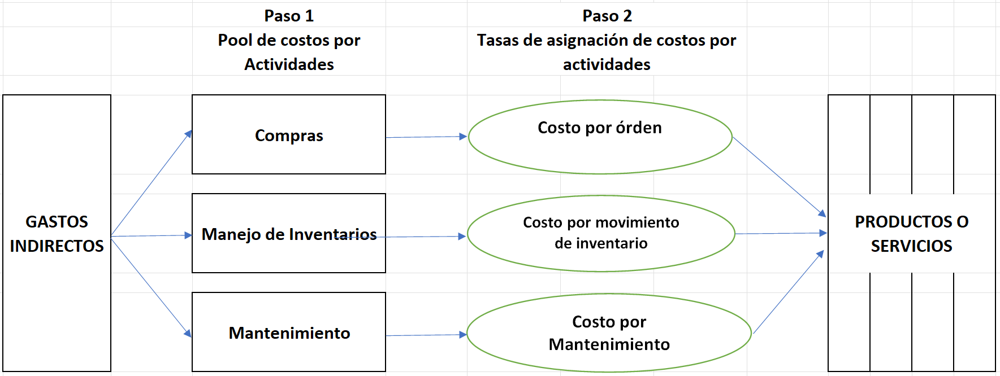 Paso 1
Pool de costos por
Actividades
Paso 2
Tasas de asignación de costos por
actividades
GASTOS
INDIRECTOS
Compras
Costo por órden
Manejo de Inventarios
Costo por movimiento
de inventario
Mantenimiento
Costo por
Mantenimiento
PRODUCTOS O
SERVICIOS